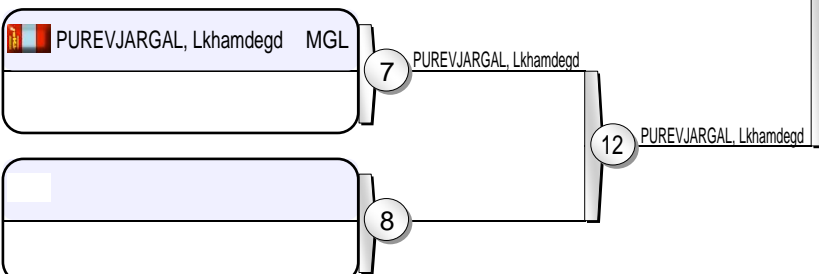 PUREVJARGAL, Lkhamdegd MGL
7
PUREVJARGAL, Lkhamdegd
12
PUREVJARGAL, Lkhamdegd
8